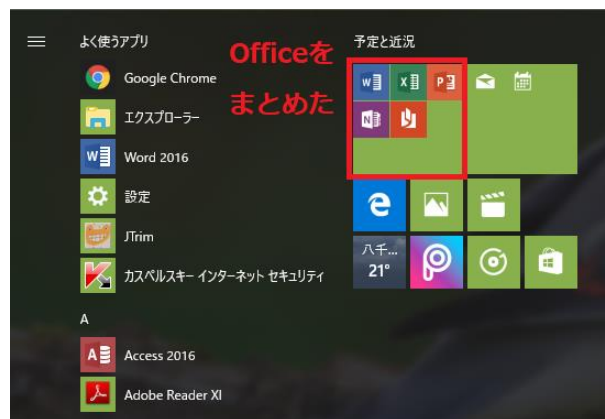 よく使うアプリ
Google Chrome
エクスプローラー
Word 2016
設定
JTrim
カスペルスキー インターネット セキュリティ
A
Access 2016
Adobe Reader XI
Officeを
まとめた
予定と近況
八千...
21°